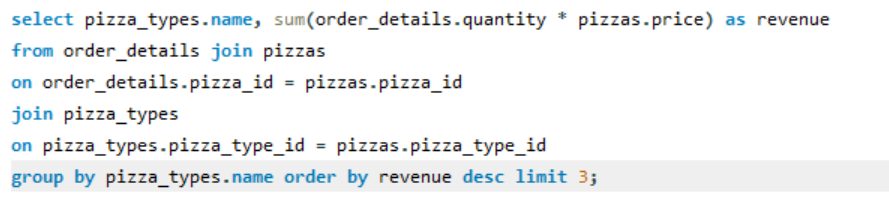 select pizza_types.name, sum(order_details.quantity * pizzas.price) as revenue
from order_details join pizzas
on order_details.pizza_id = pizzas.pizza_id
join pizza_types
on pizza_types.pizza_type_id = pizzas.pizza_type_id
group by pizza_types.name order by revenue desc limit 3;